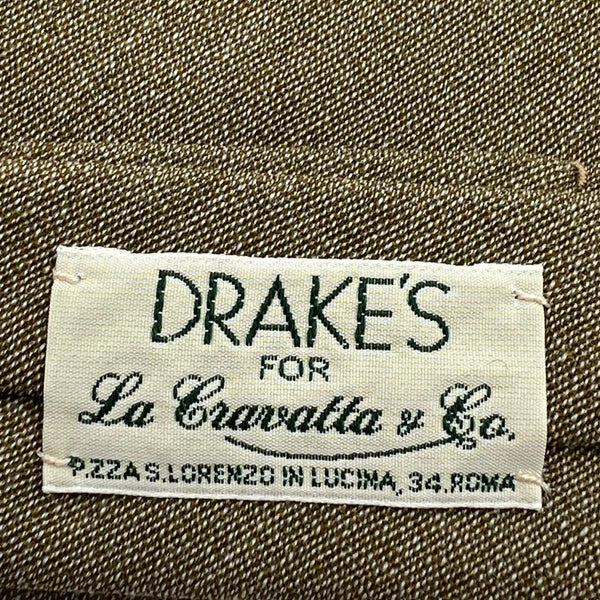 DRAKE'S
FOR
La Cravatta & Co.
P.ZZA S. LORENZO IN LUCINA, 34. ROMA